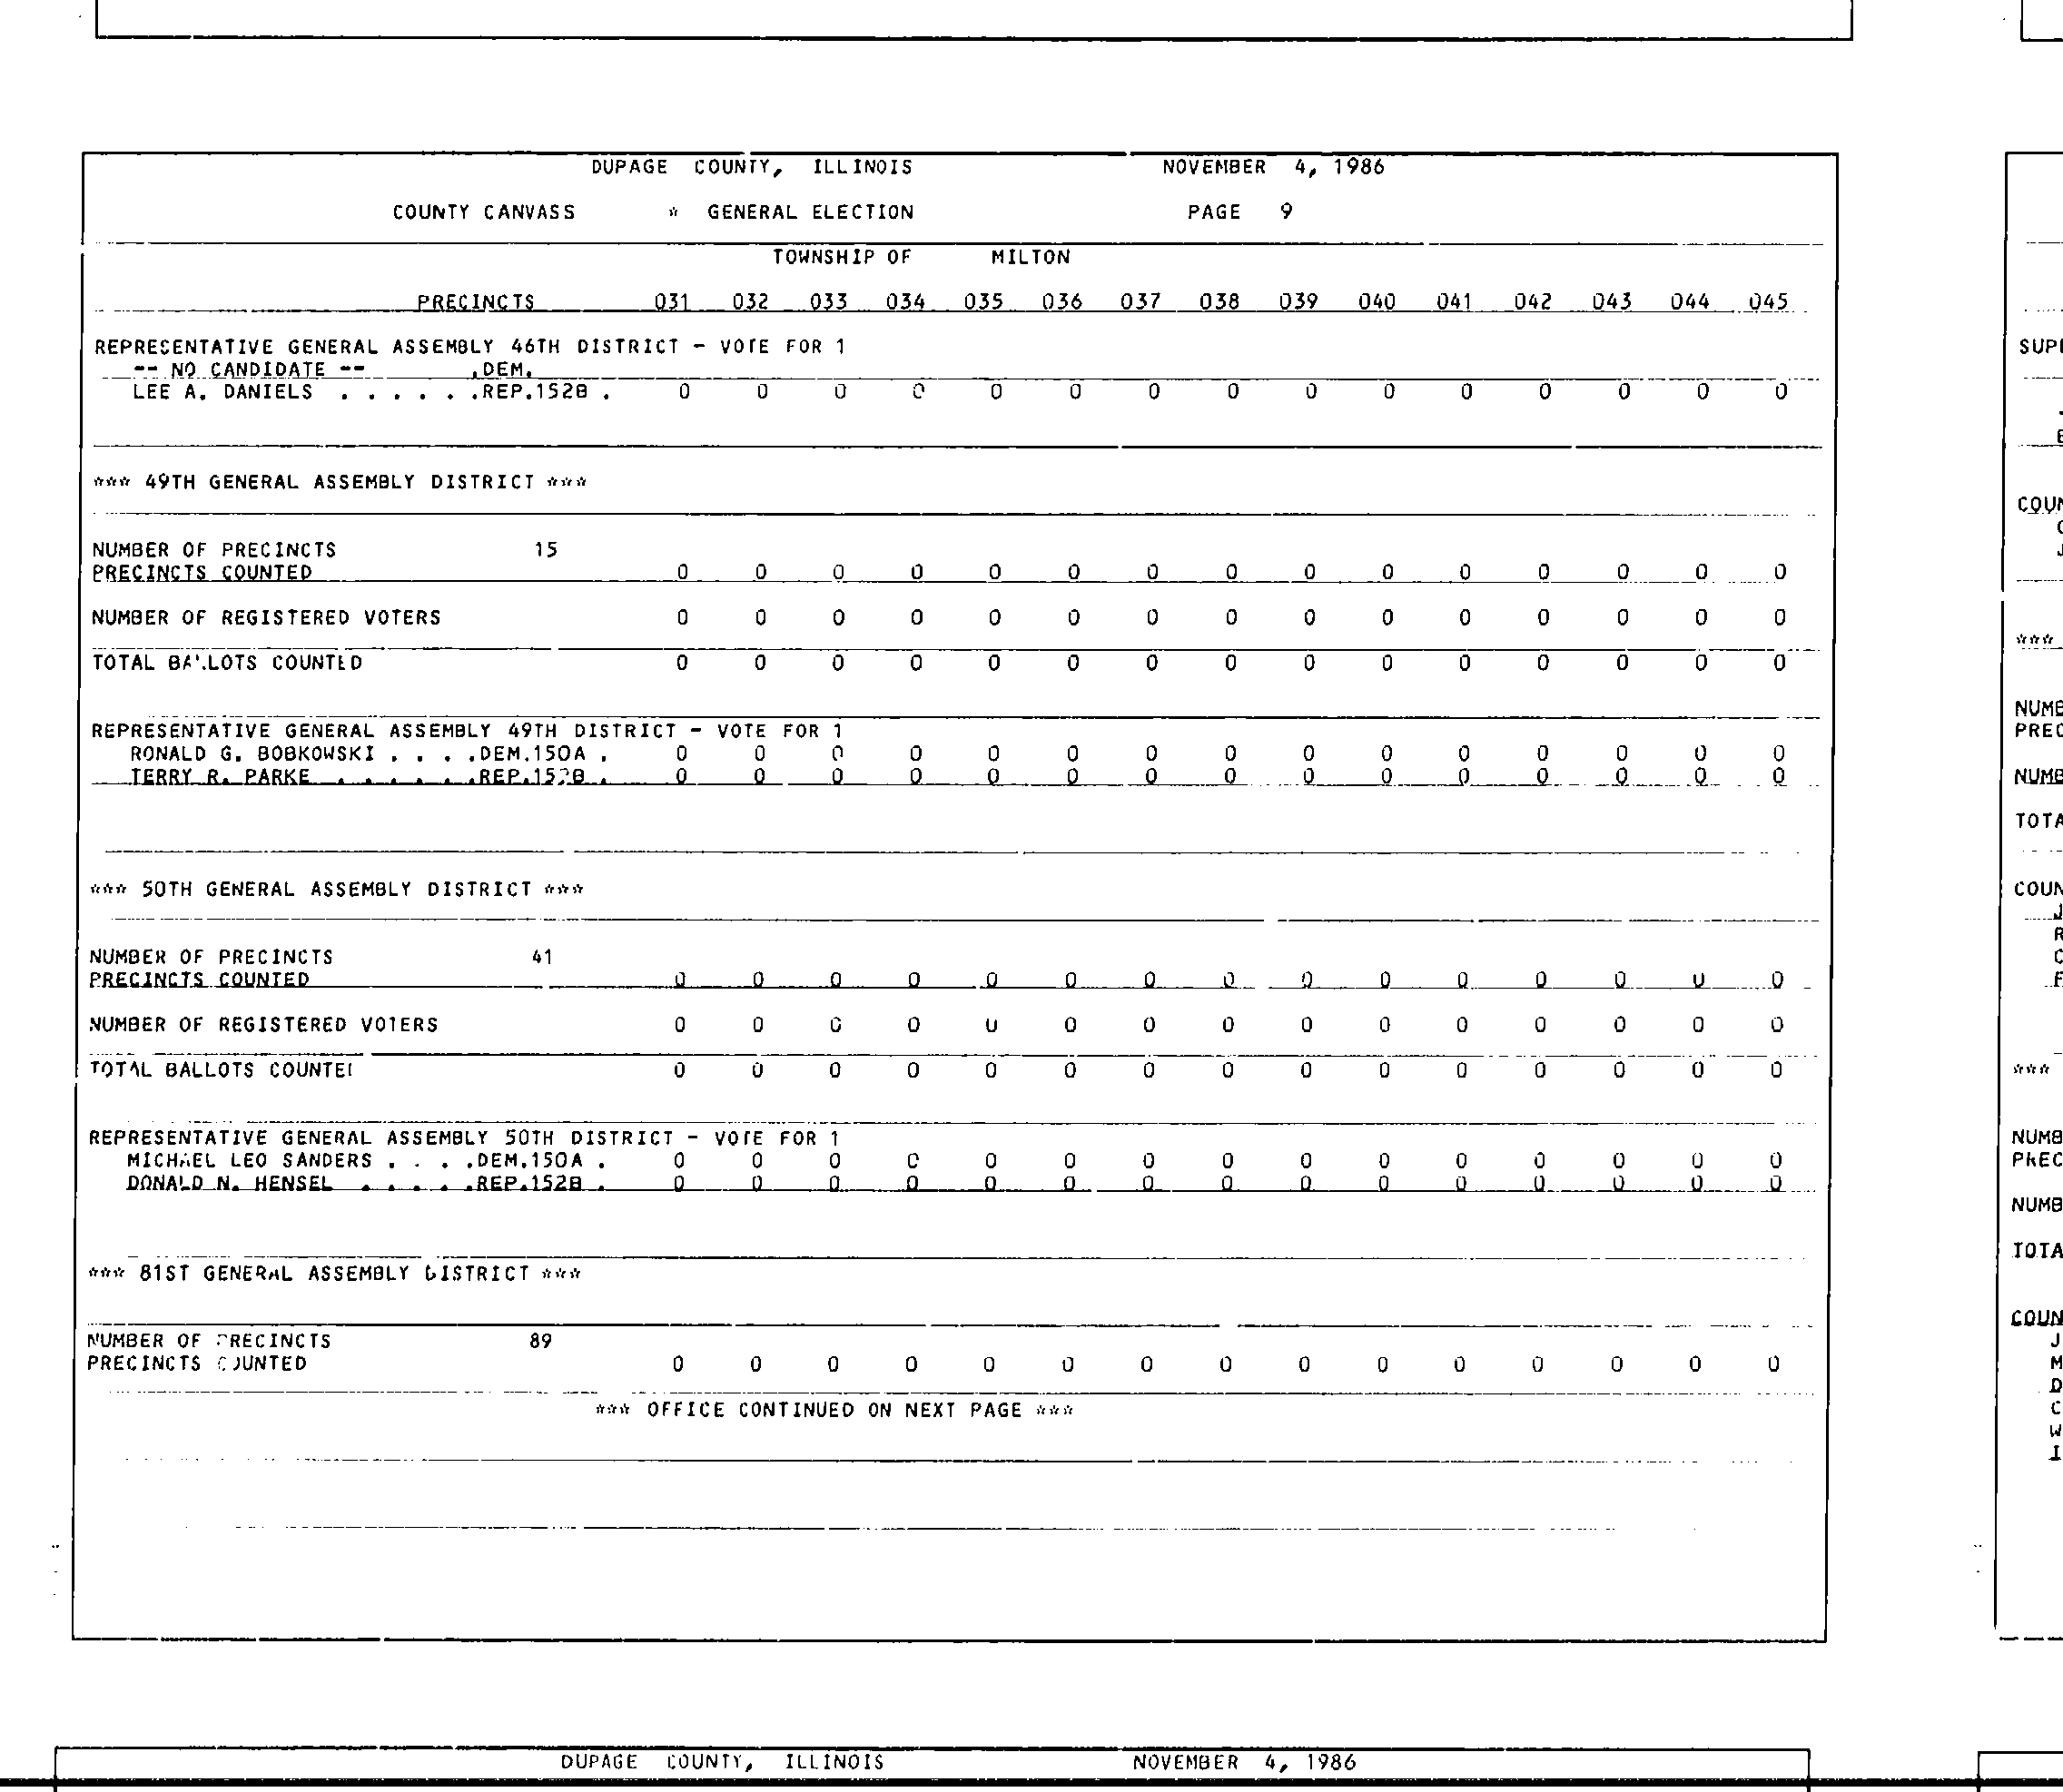 DUPAGE COUNTY, ILLINOIS NOVEMBER 4, 1986
COUNTY CANVASS * GENERAL ELECTION PAGE 9
TOWNSHIP OF MILTON
PRECINCTS 031 032 033 034 035 036 037 038 039 040 041 042 043 044 045
REPRESENTATIVE GENERAL ASSEMBLY 46TH DISTRICT - VOTE FOR 1
-- NO CANDIDATE -- .DEM.
LEE A. DANIELS . . . . . .REP.152B . 0 0 0 0 0 0 0 0 0 0 0 0 0 0 0
*** 49TH GENERAL ASSEMBLY DISTRICT ***
NUMBER OF PRECINCTS 15
PRECINCTS COUNTED 0 0 0 0 0 0 0 0 0 0 0 0 0 0 0
NUMBER OF REGISTERED VOTERS 0 0 0 0 0 0 0 0 0 0 0 0 0 0 0
TOTAL BALLOTS COUNTED 0 0 0 0 0 0 0 0 0 0 0 0 0 0 0
REPRESENTATIVE GENERAL ASSEMBLY 49TH DISTRICT - VOTE FOR 1
RONALD G. BOBKOWSKI . . . .DEM.150A . 0 0 0 0 0 0 0 0 0 0 0 0 0 0 0
TERRY R. PARKE . . . . . .REP.152B . 0 0 0 0 0 0 0 0 0 0 0 0 0 0 0
*** 50TH GENERAL ASSEMBLY DISTRICT ***
NUMBER OF PRECINCTS 41
PRECINCTS COUNTED 0 0 0 0 0 0 0 0 0 0 0 0 0 0 0
NUMBER OF REGISTERED VOTERS 0 0 0 0 0 0 0 0 0 0 0 0 0 0 0
TOTAL BALLOTS COUNTED 0 0 0 0 0 0 0 0 0 0 0 0 0 0 0
REPRESENTATIVE GENERAL ASSEMBLY 50TH DISTRICT - VOTE FOR 1
MICHAEL LEO SANDERS . . . .DEM.150A . 0 0 0 0 0 0 0 0 0 0 0 0 0 0 0
DONALD N. HENSEL . . . . .REP.152B . 0 0 0 0 0 0 0 0 0 0 0 0 0 0 0
*** 81ST GENERAL ASSEMBLY DISTRICT ***
NUMBER OF PRECINCTS 89
PRECINCTS COUNTED 0 0 0 0 0 0 0 0 0 0 0 0 0 0 0
*** OFFICE CONTINUED ON NEXT PAGE ***
DUPAGE COUNTY, ILLINOIS NOVEMBER 4, 1986